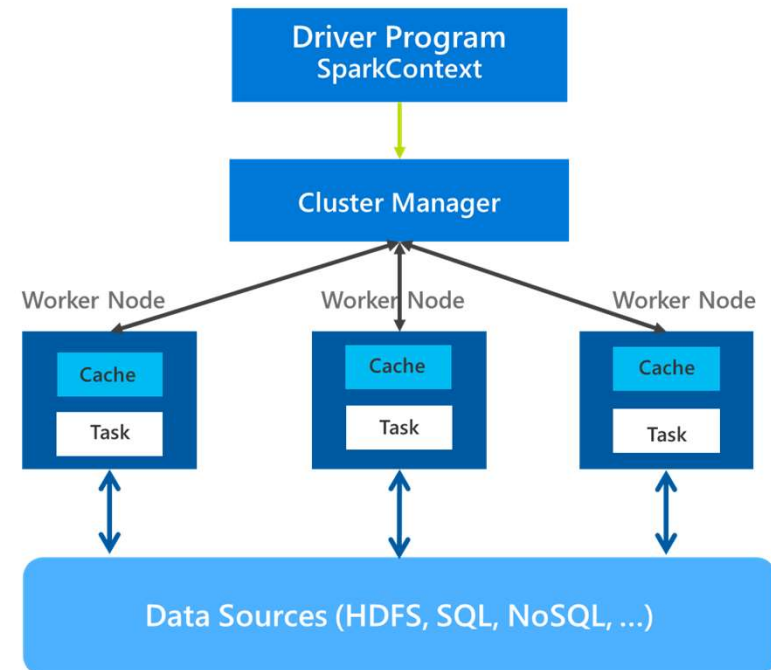 Driver Program
SparkContext
Cluster Manager
Worker Node
Worker Node
Worker Node
Cache
Cache
Cache
Task
Task
Task
Data Sources (HDFS, SQL, NoSQL, ...)